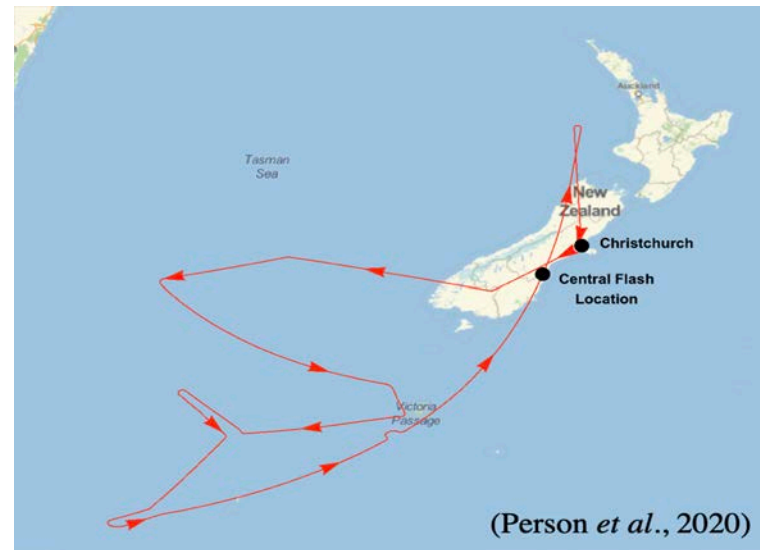 Auckland
Tasman
Sea
New
Zealand
Christchurch
Central Flash
Location
Victoria
Passage
(Person et al., 2020)